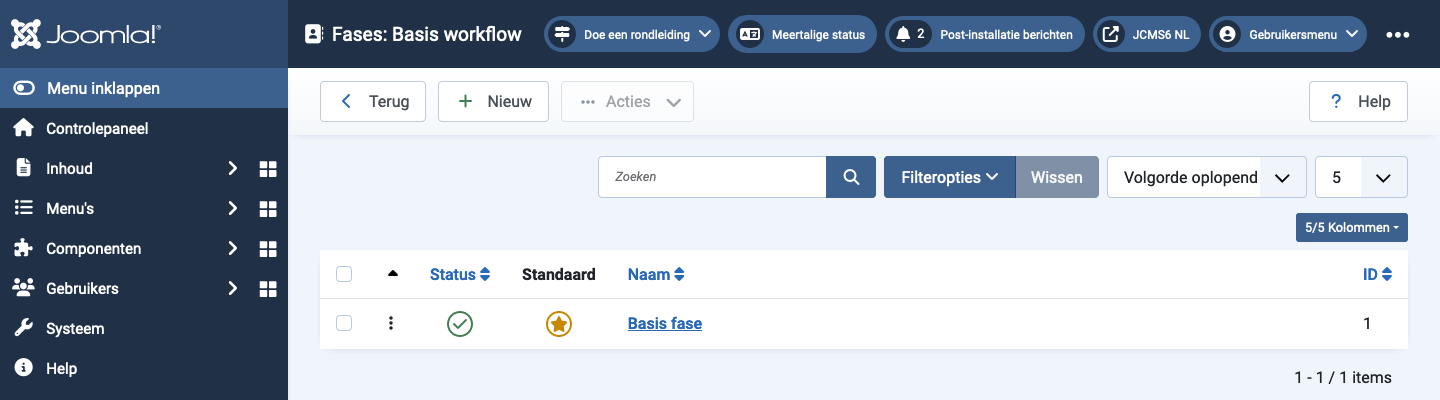 Joomla!
Fases: Basis workflow
Doe een rondleiding
Meertalige status
2 Post-installatie berichten
JCMS6 NL
Gebruikersmenu
Menu inklappen
Controlepaneel
Inhoud
Menu's
Componenten
Gebruikers
Systeem
Help
Terug
Nieuw
Acties
? Help
Zoeken
Filteropties
Wissen
Volgorde oplopend
5
5/5 Kolommen
Status Standaard Naam ID
Basis fase 1
1 - 1 / 1 items